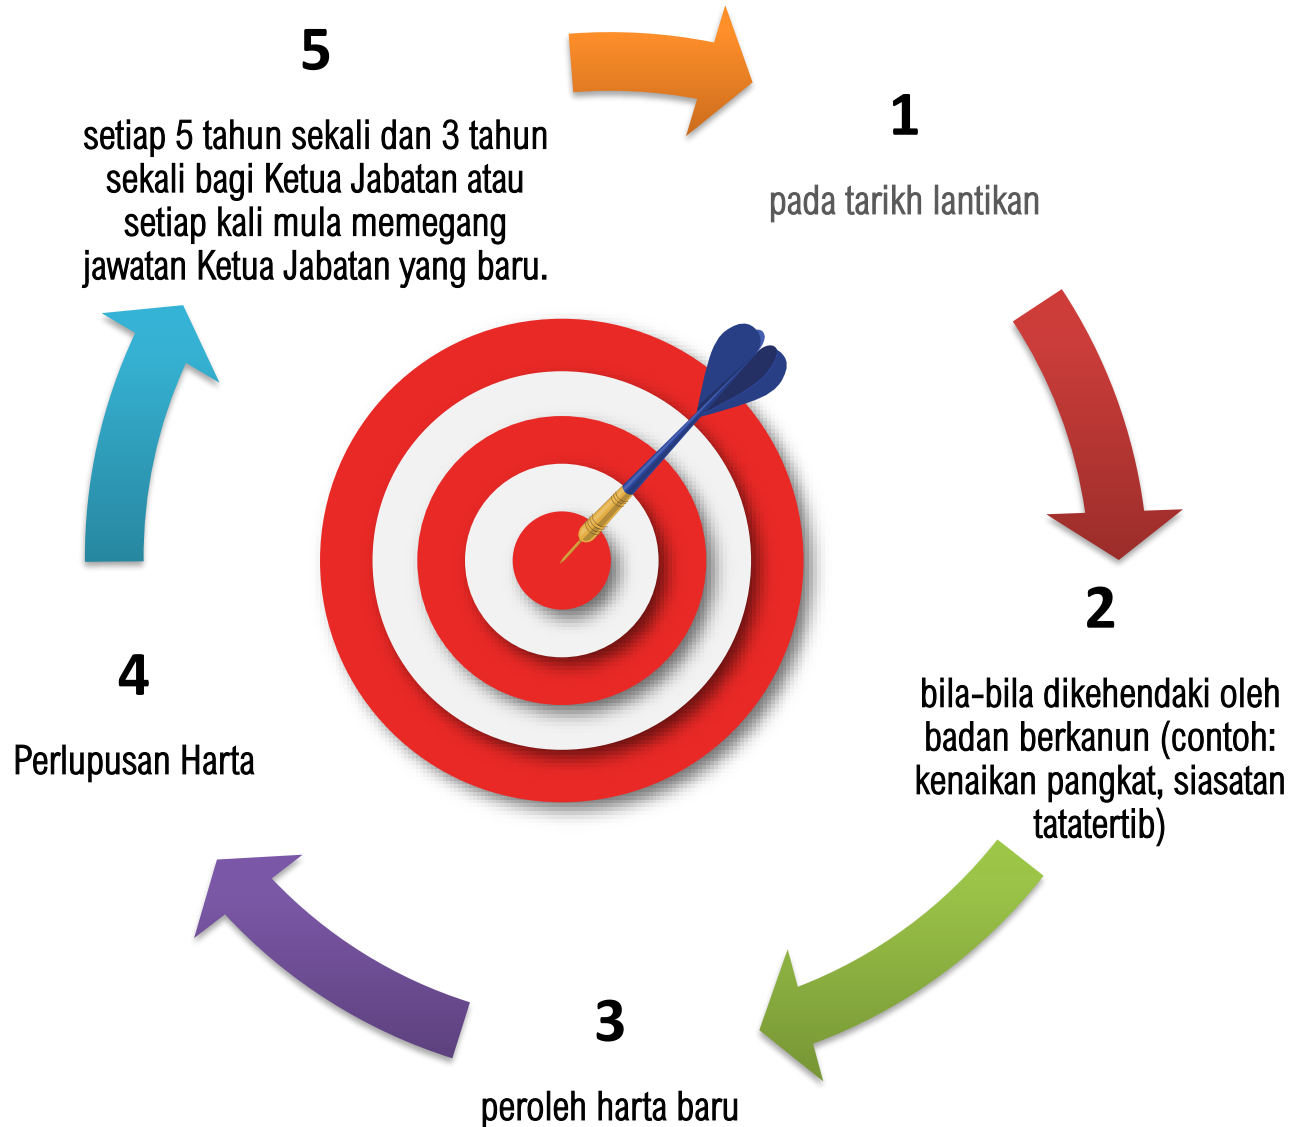 1
pada tarikh lantikan
2
bila-bila dikehendaki oleh
badan berkanun (contoh:
kenaikan pangkat, siasatan
tatatertib)
3
peroleh harta baru
4
Perlupusan Harta
5
setiap 5 tahun sekali dan 3 tahun
sekali bagi Ketua Jabatan atau
setiap kali mula memegang
jawatan Ketua Jabatan yang baru.